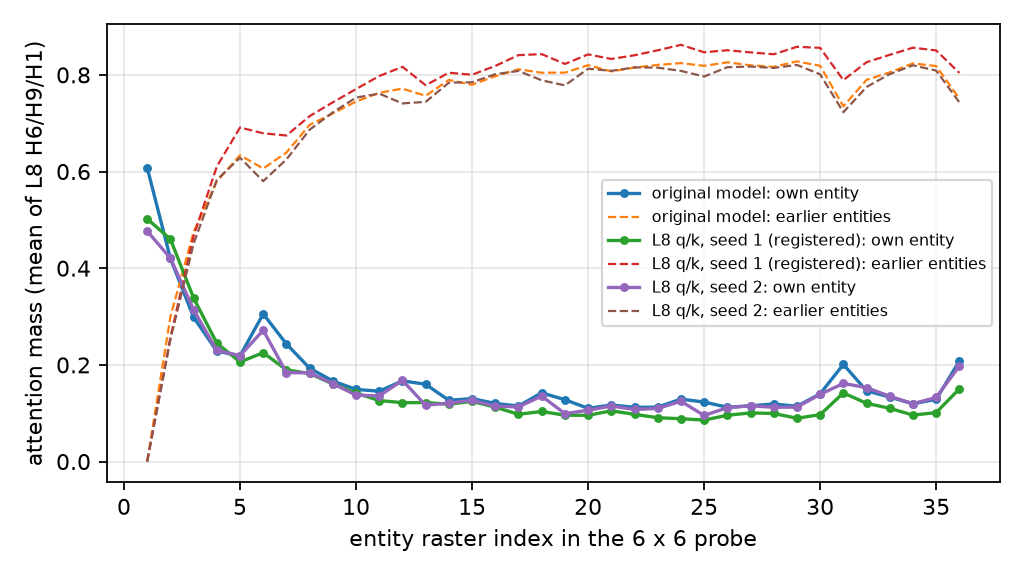 attention mass (mean of L8 H6/H9/H1)
0.8
0.6
0.4
0.2
0.0
original model: own entity
original model: earlier entities
L8 q/k, seed 1 (registered): own entity
L8 q/k, seed 1 (registered): earlier entities
L8 q/k, seed 2: own entity
L8 q/k, seed 2: earlier entities
0 5 10 15 20 25 30 35
entity raster index in the 6 x 6 probe